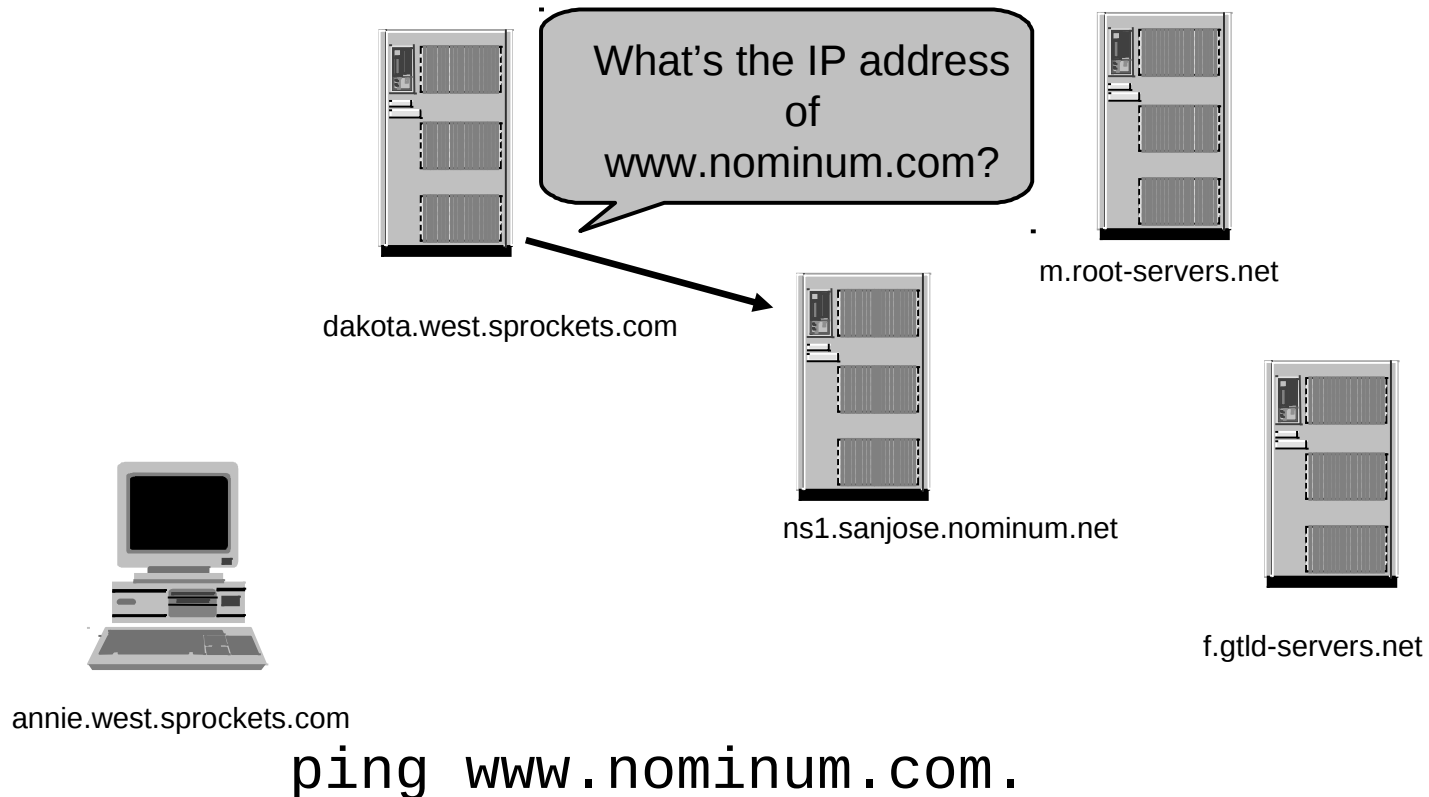 What's the IP address
of
www.nominum.com?
m.root-servers.net
dakota.west.sprockets.com
ns1.sanjose.nominum.net
f.gtld-servers.net
annie.west.sprockets.com
ping www.nominum.com.